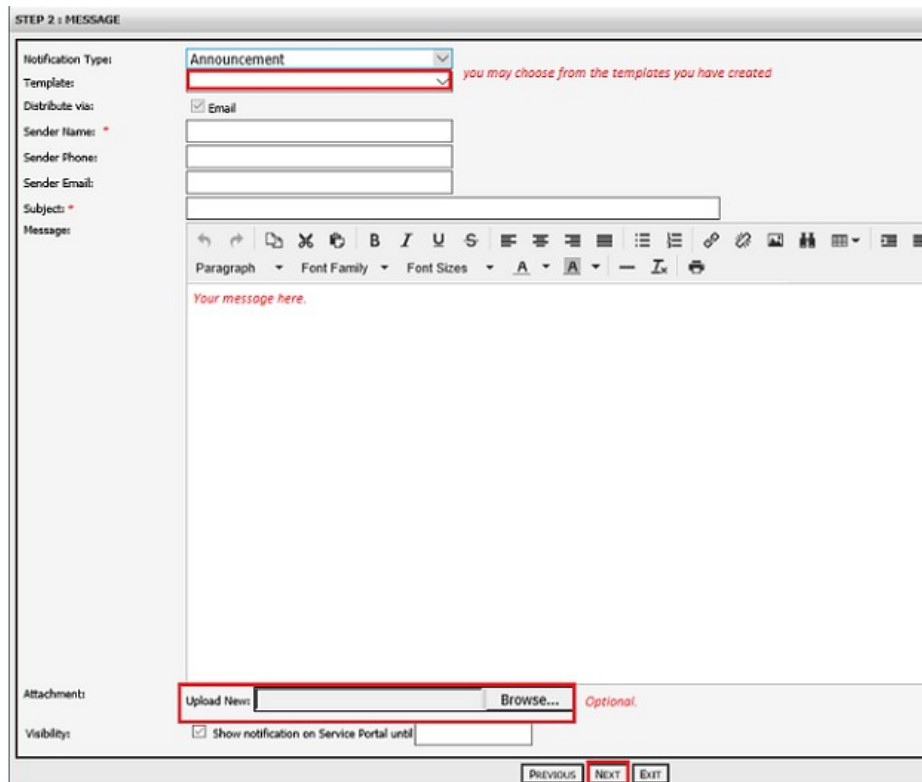 STEP 2 : MESSAGE
Notification Type: Announcement
Template: you may choose from the templates you have created
Distribute via: Email
Sender Name: *
Sender Phone:
Sender Email:
Subject: *
Message:
B I U S
Paragraph Font Family Font Sizes A A Ix
Your message here.
Attachment: Upload New: Browse... Optional.
Visibility: Show notification on Service Portal until
PREVIOUS NEXT EXIT